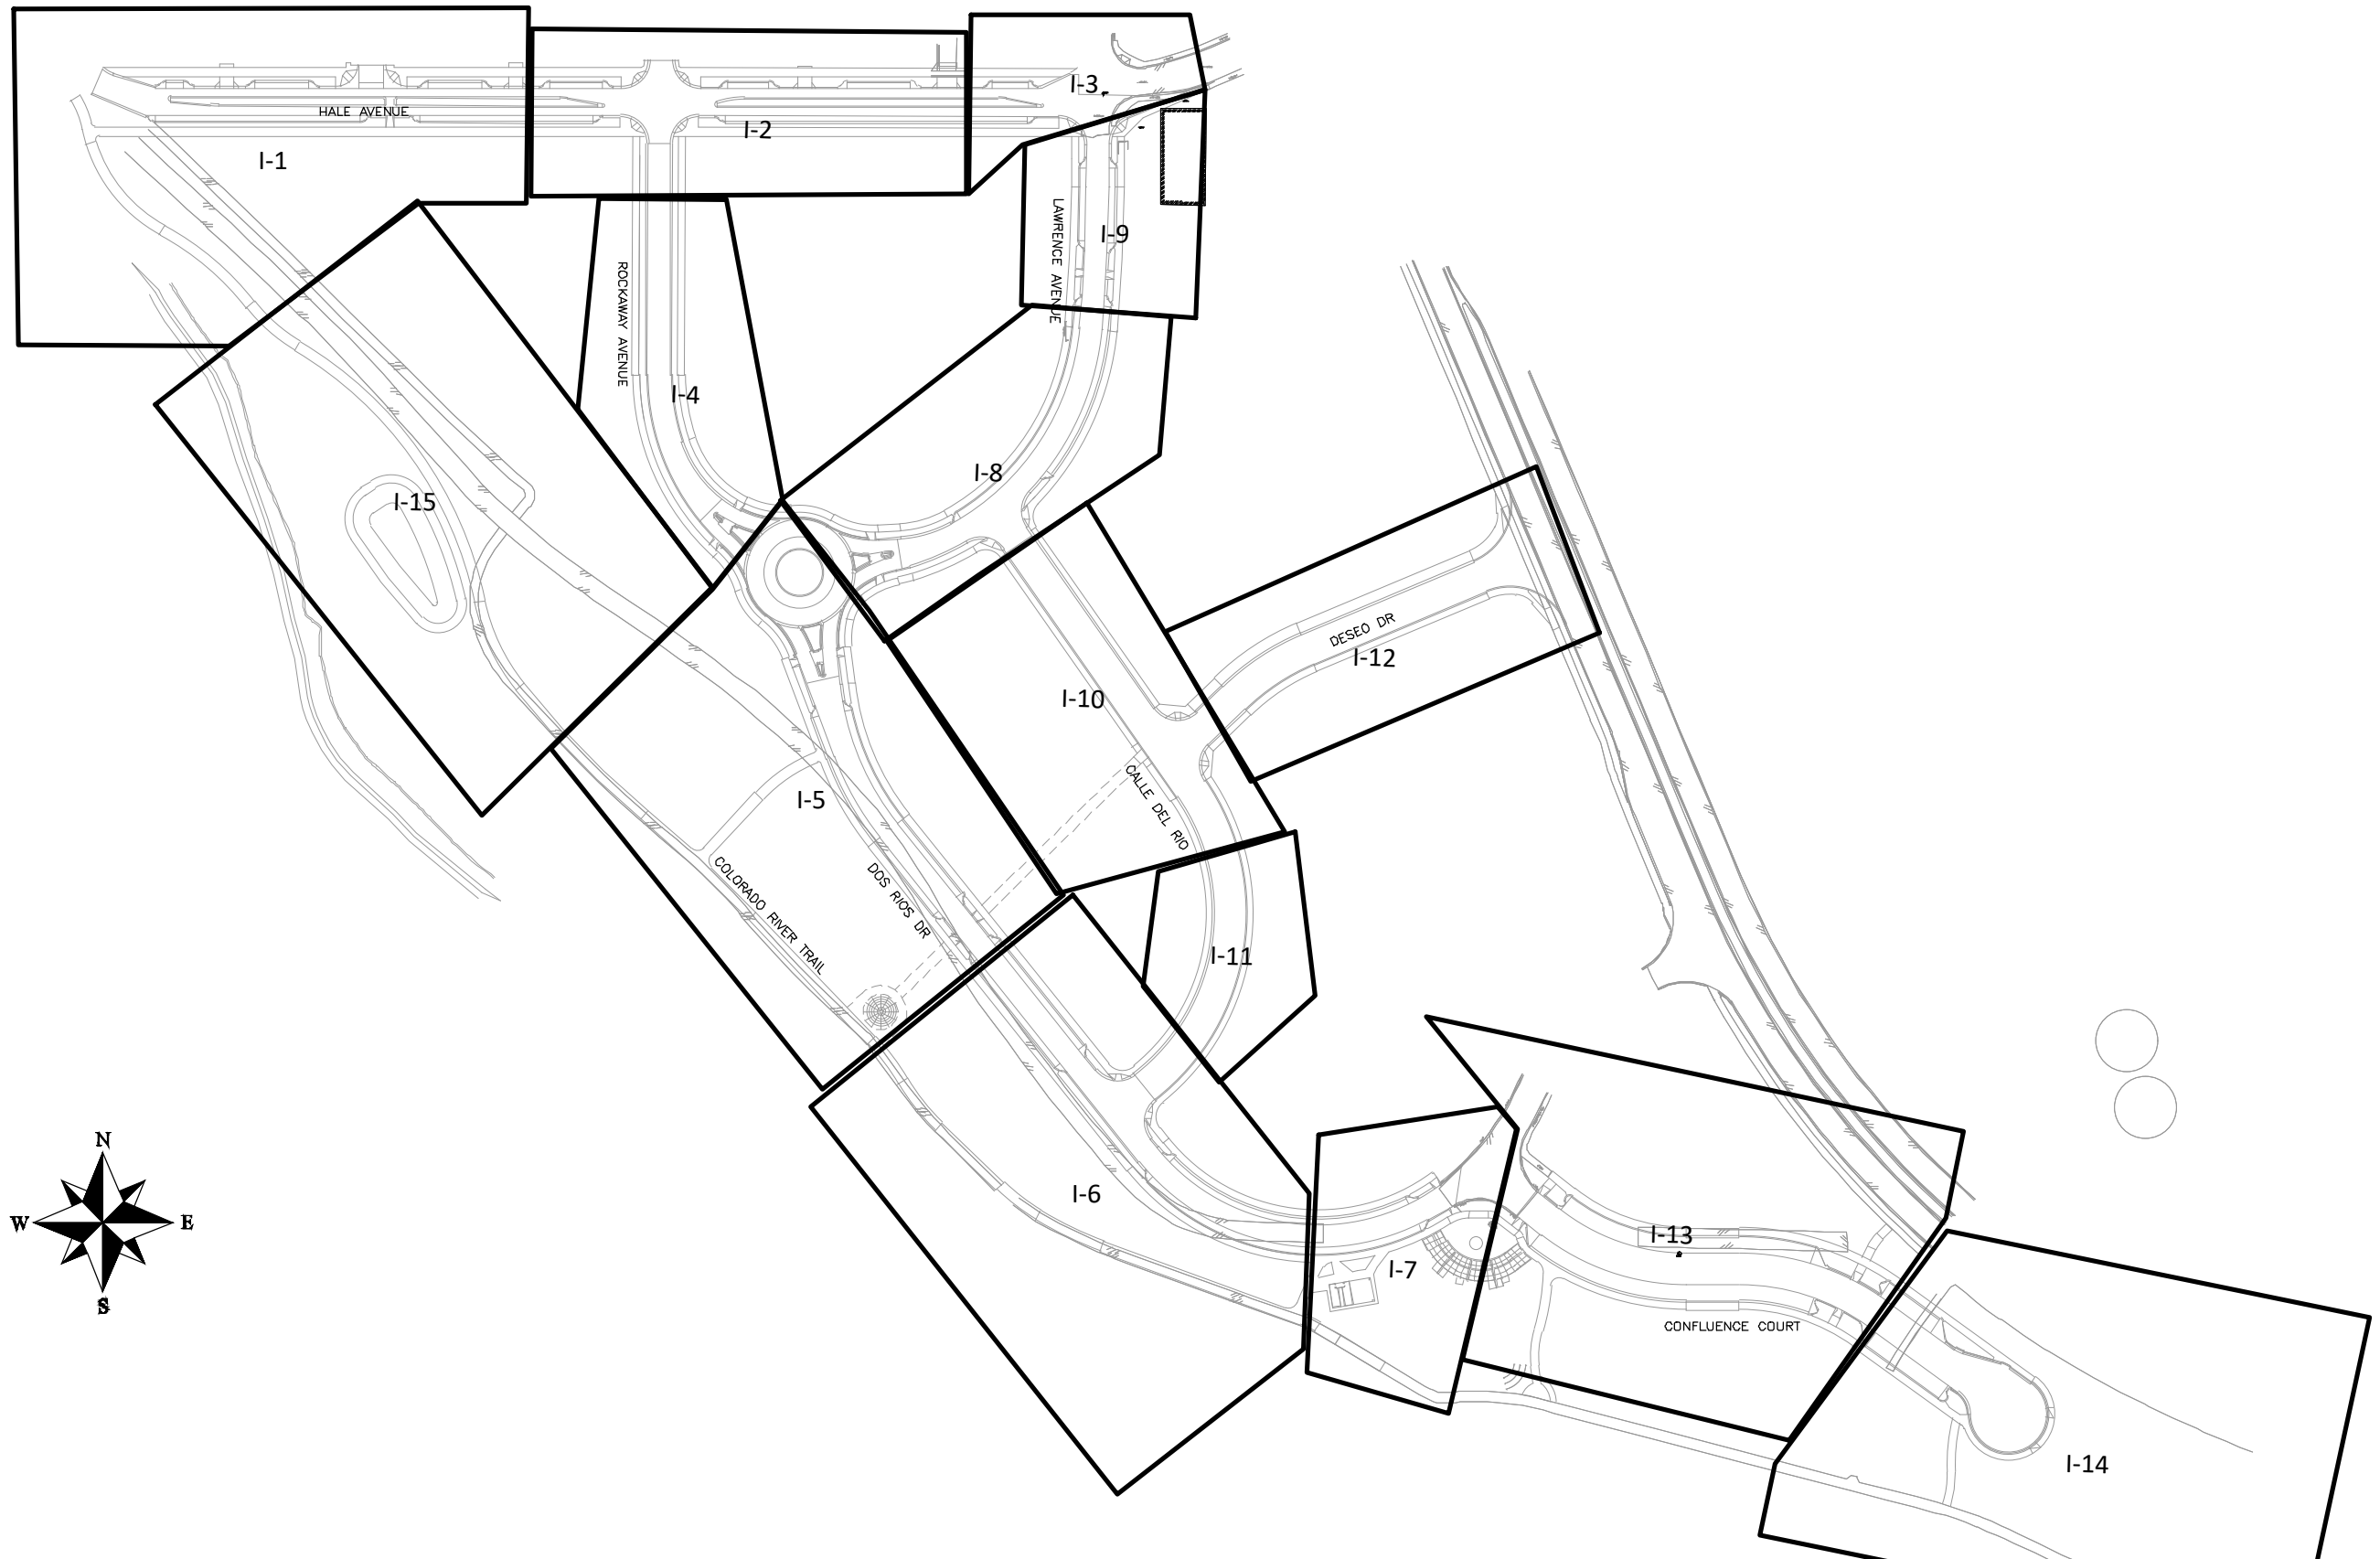 I-3
HALE AVENUE
I-2
I-1
LAWRENCE AVENUE
I-9
ROCKAWAY AVENUE
I-4
I-8
I-15
DESEO DR
I-12
I-10
I-5
CALLE DEL RIO
COLORADO RIVER TRAIL
DOS RIOS DR
I-11
N
W
E
S
I-6
I-7
I-13
CONFLUENCE COURT
I-14